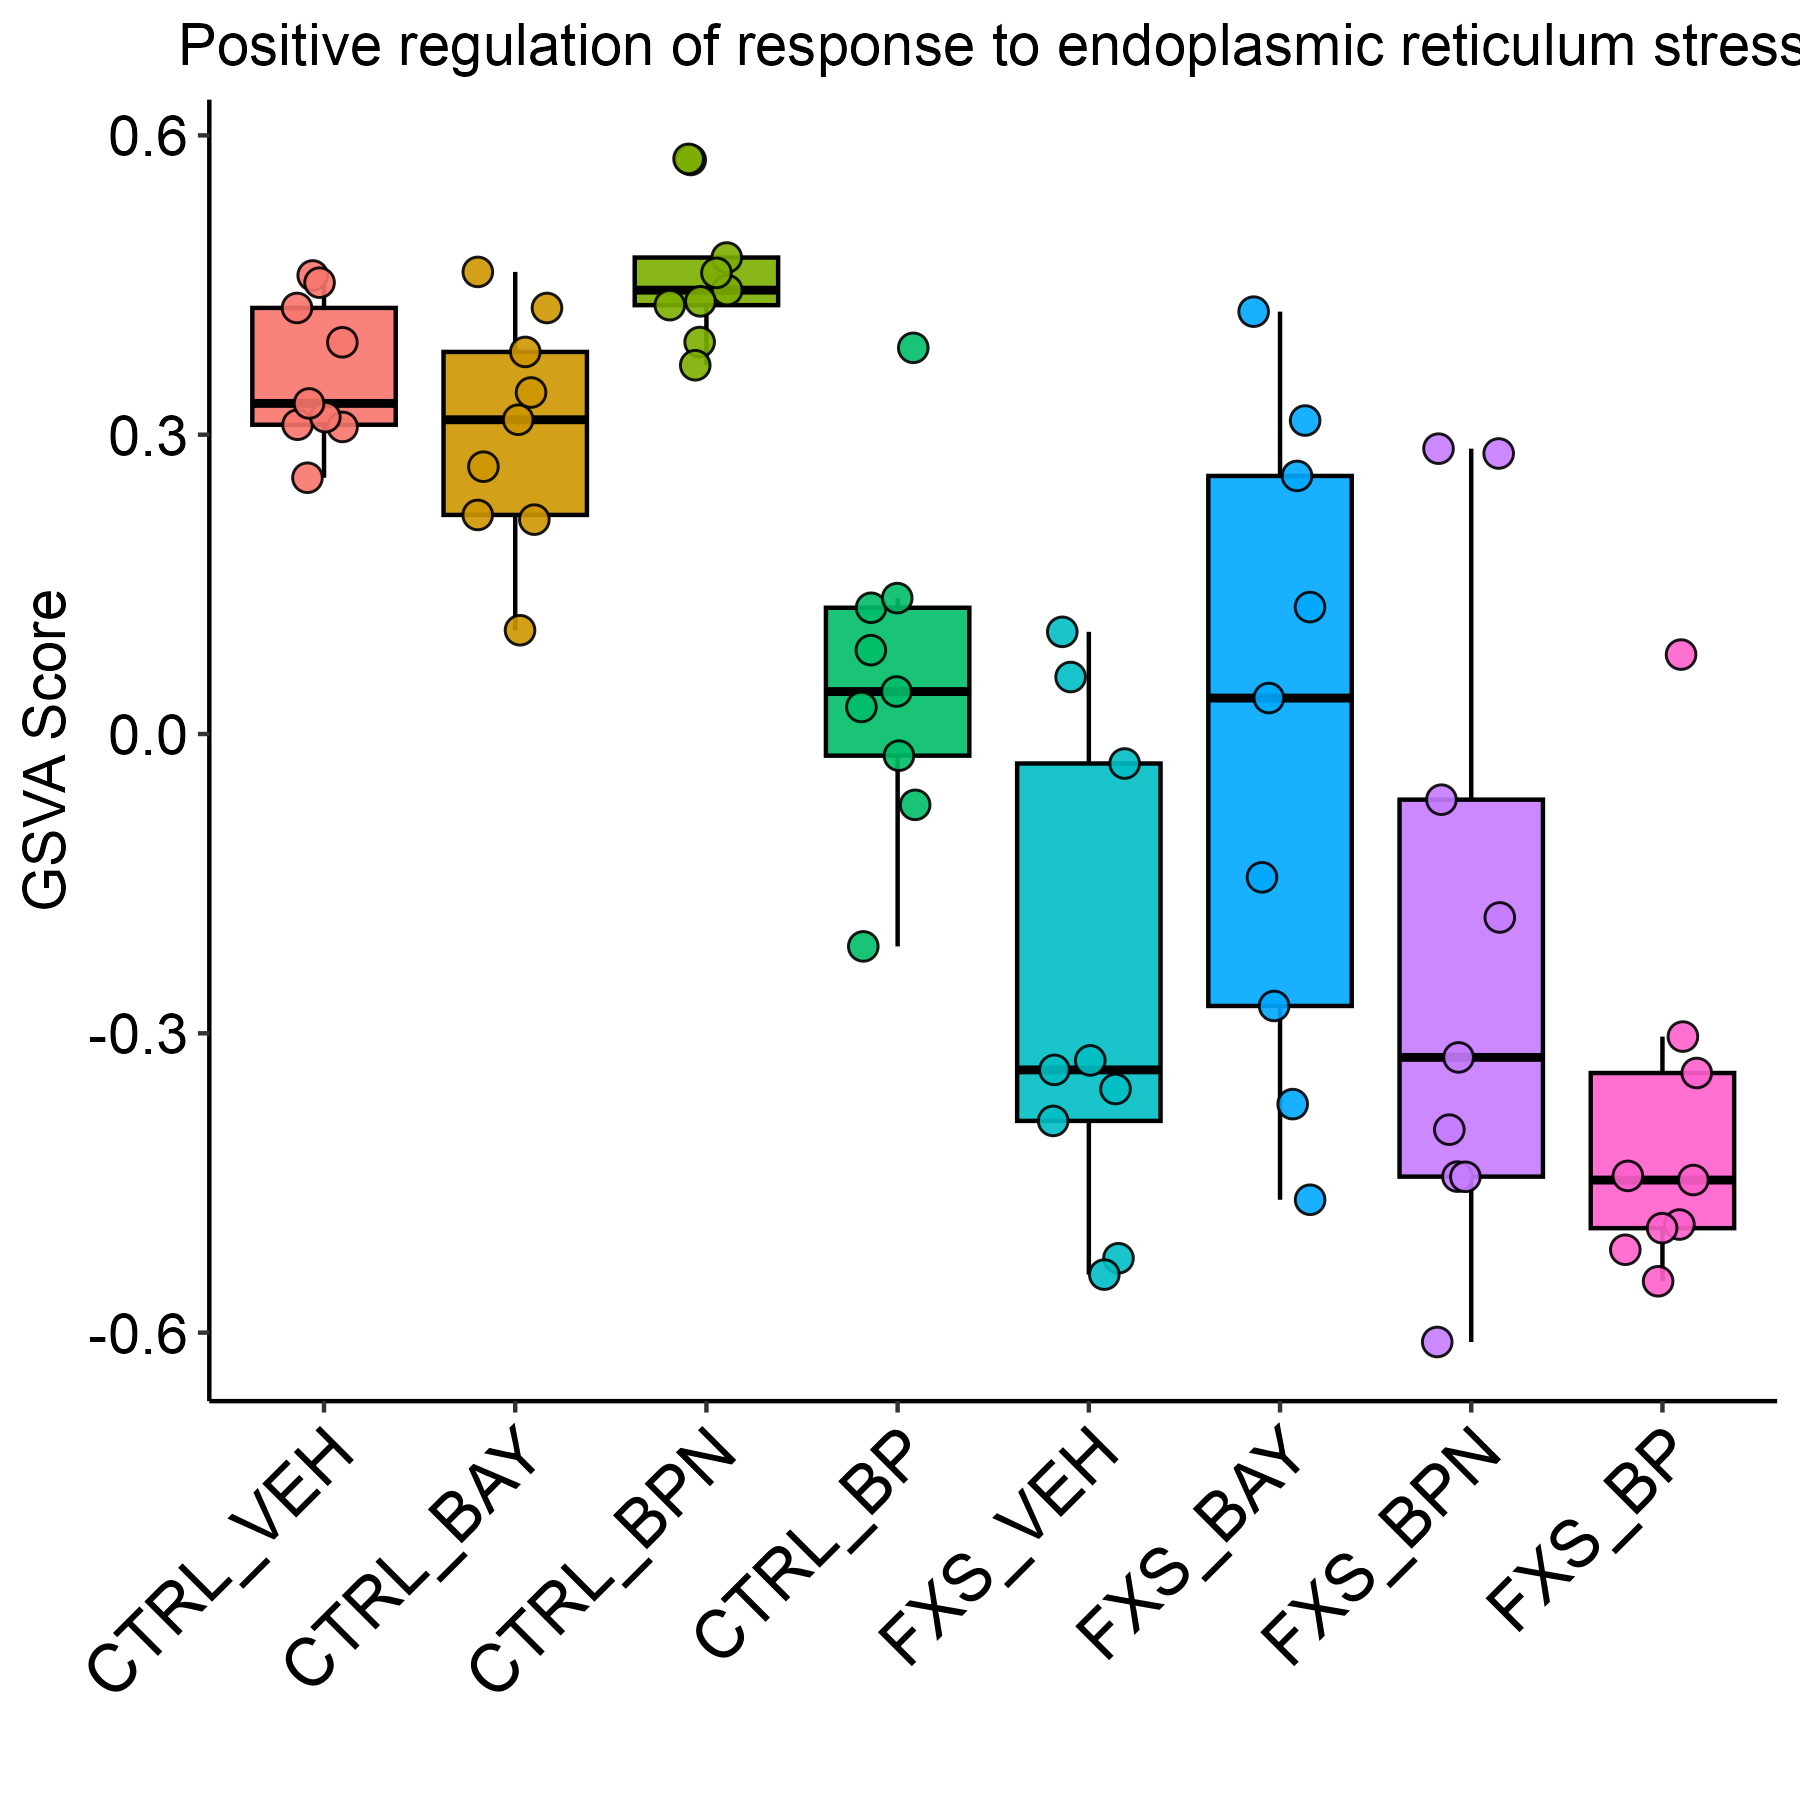 Positive regulation of response to endoplasmic reticulum stress
GSVA Score
0.6
0.3
0.0
-0.3
-0.6
CTRL_VEH
CTRL_BAY
CTRL_BPN
CTRL_BP
FXS_VEH
FXS_BAY
FXS_BPN
FXS_BP